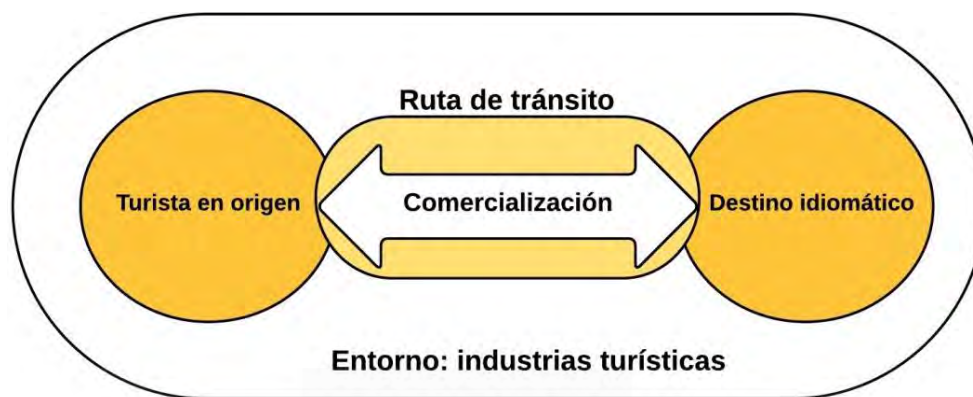 Ruta de tránsito
Turista en origen
Comercialización
Destino idiomático
Entorno: industrias turísticas